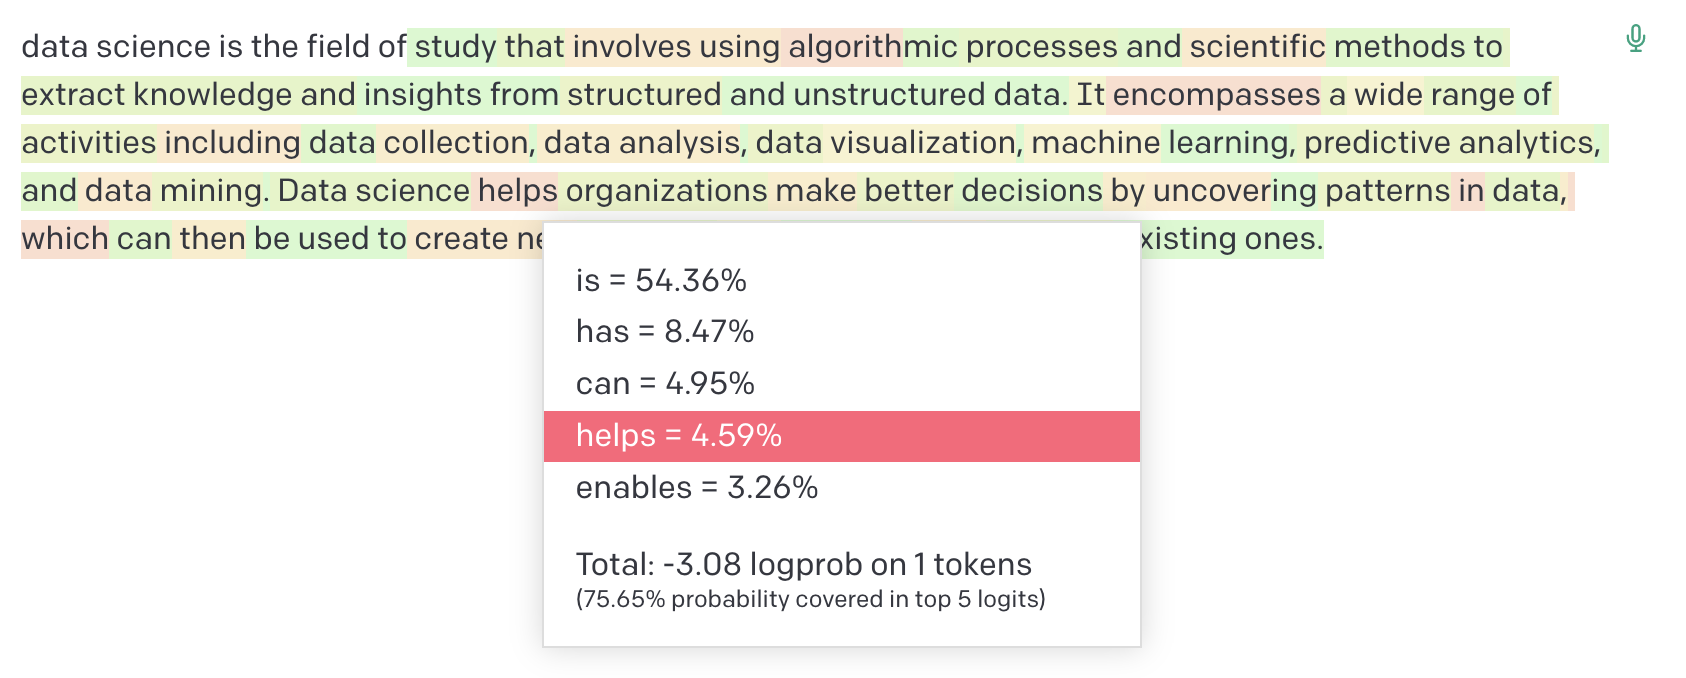 data science is the field of study that involves using algorithmic processes and scientific methods to
extract knowledge and insights from structured and unstructured data. It encompasses a wide range of
activities including data collection, data analysis, data visualization, machine learning, predictive analytics,
and data mining. Data science helps organizations make better decisions by uncovering patterns in data,
which can then be used to create ne xisting ones.
is = 54.36%
has = 8.47%
can = 4.95%
helps = 4.59%
enables = 3.26%
Total: -3.08 logprob on 1 tokens
(75.65% probability covered in top 5 logits)